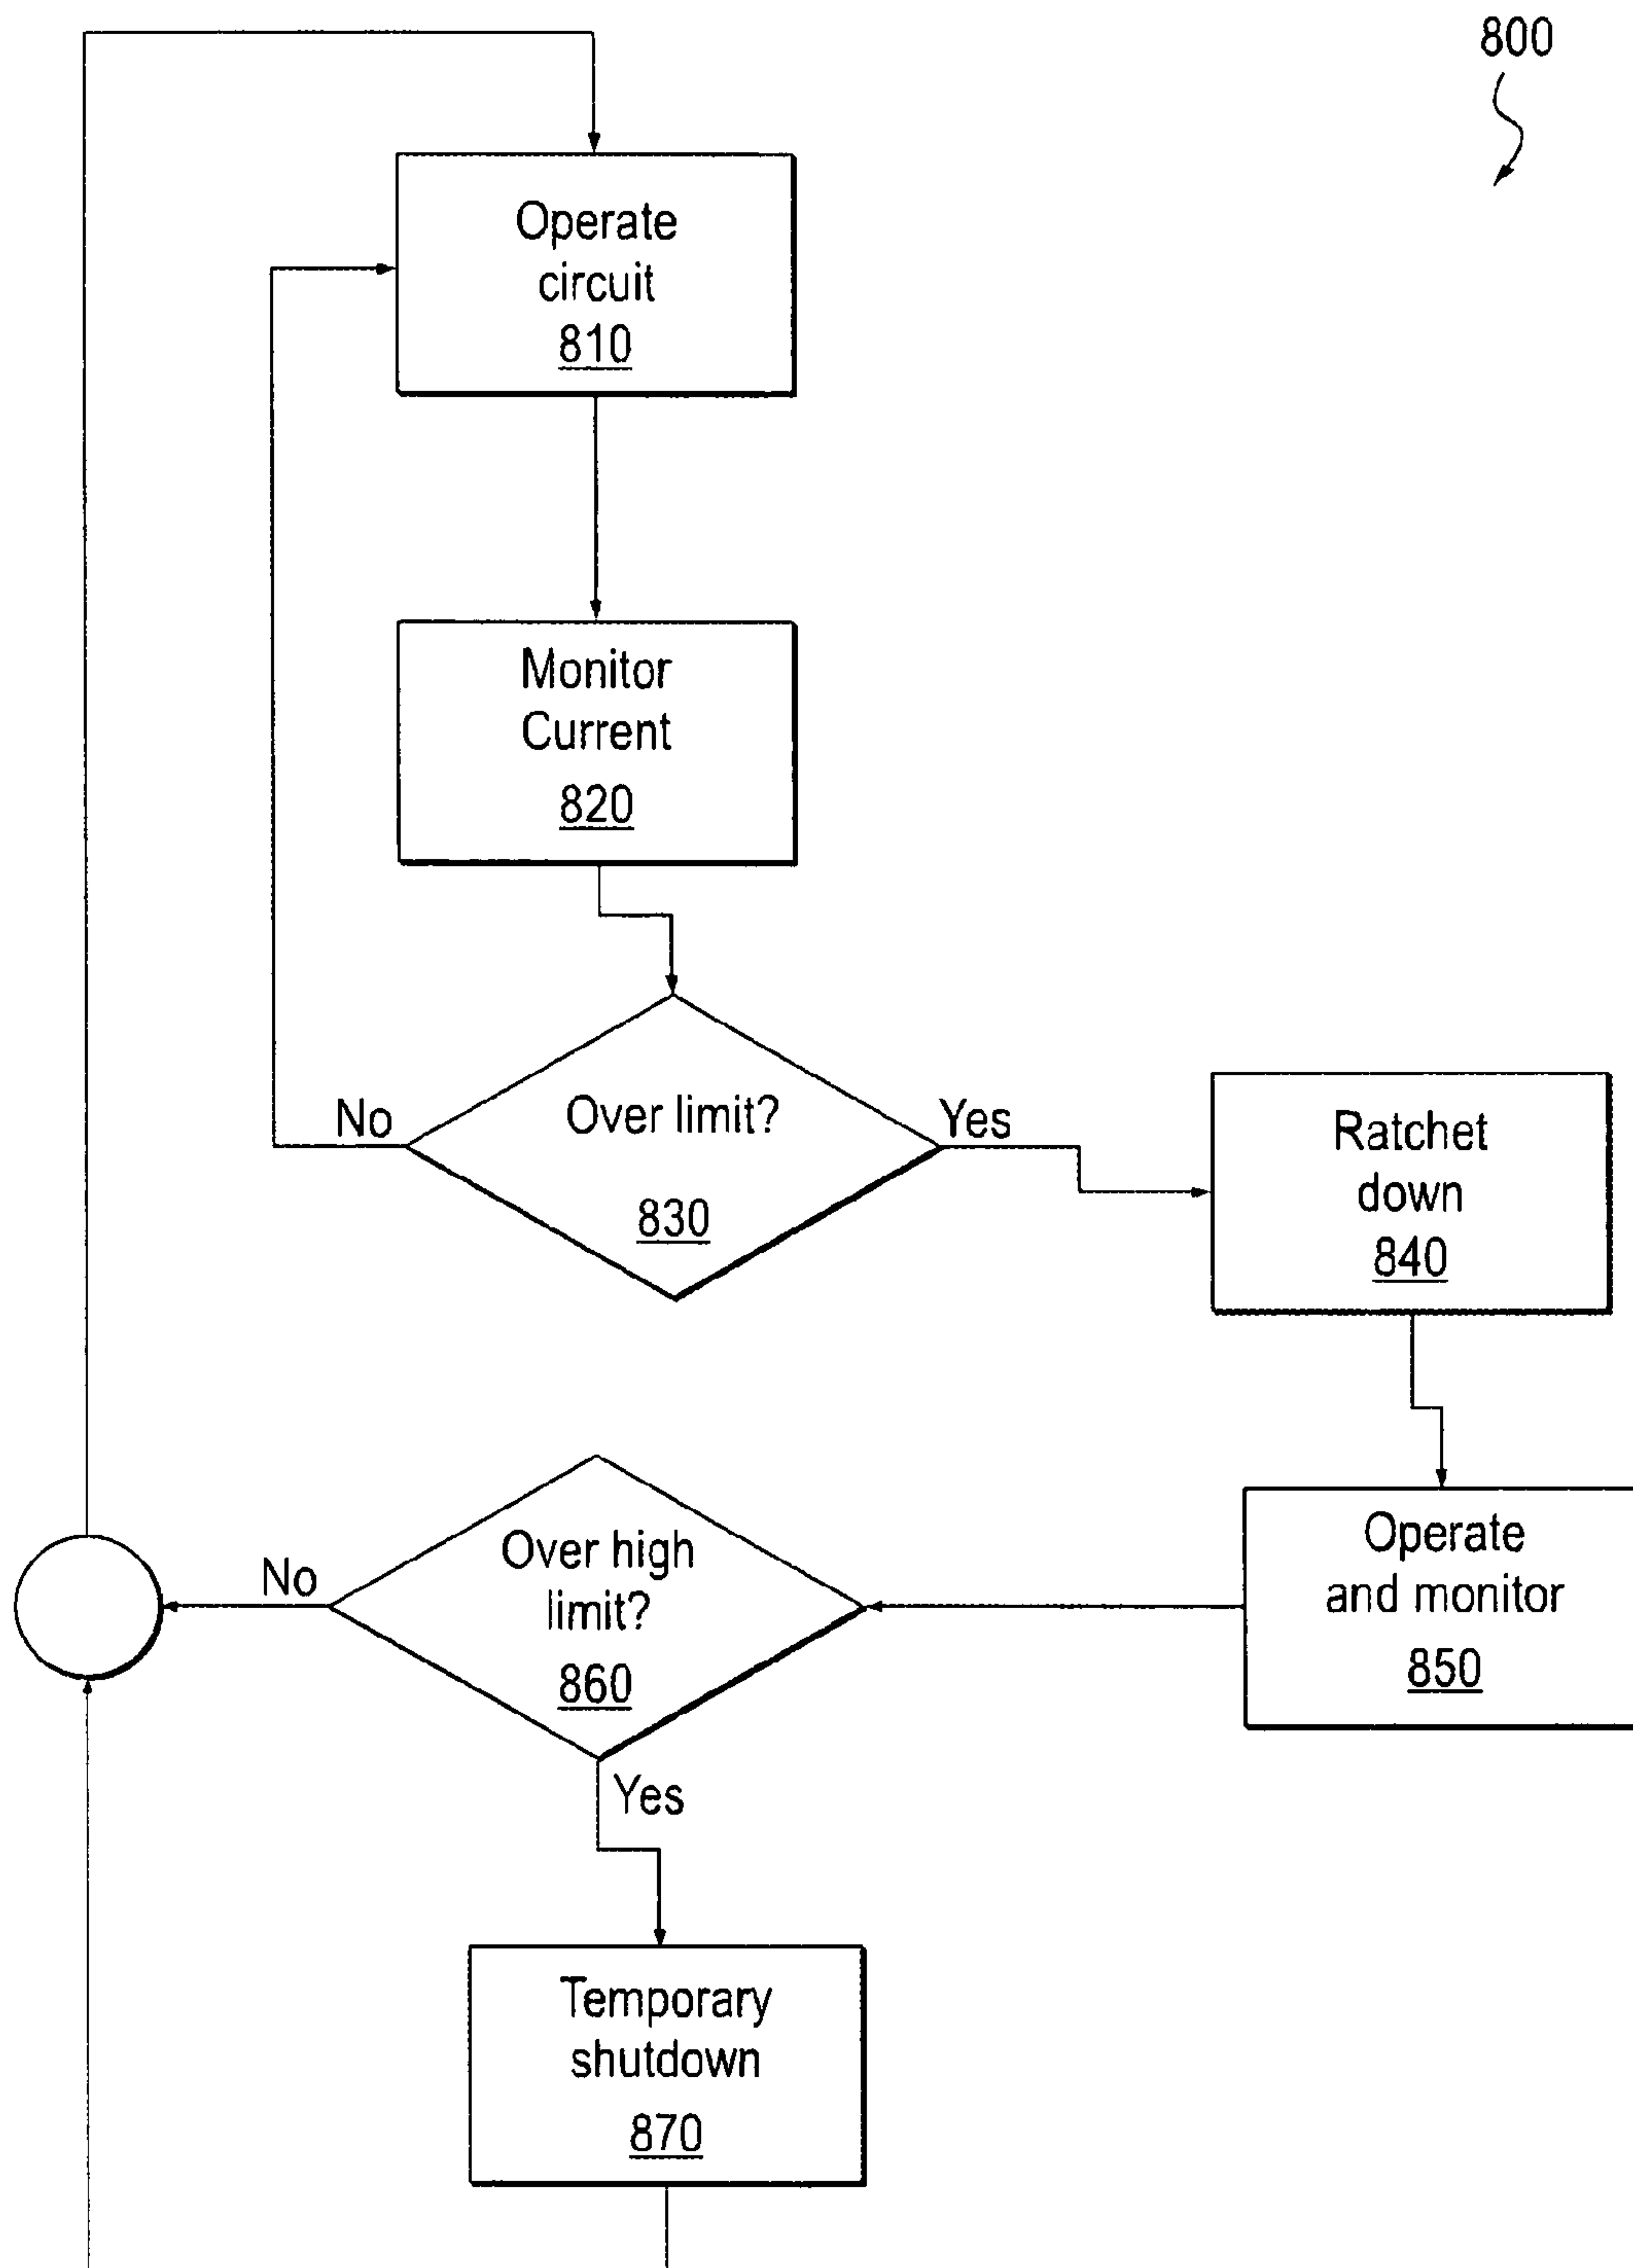 800
Operate
circuit
810
Monitor
Current
820
Over limit?
830
No
Yes
Ratchet
down
840
Operate
and monitor
850
Over high
limit?
860
No
Yes
Temporary
shutdown
870